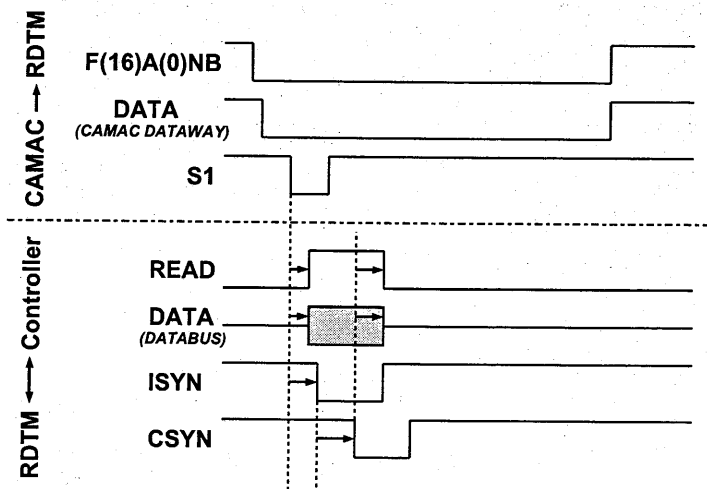 CAMAC → RDTM
F(16)A(0)NB
DATA
(CAMAC DATAWAY)
S1
RDTM ↔ Controller
READ
DATA
(DATABUS)
ISYN
CSYN